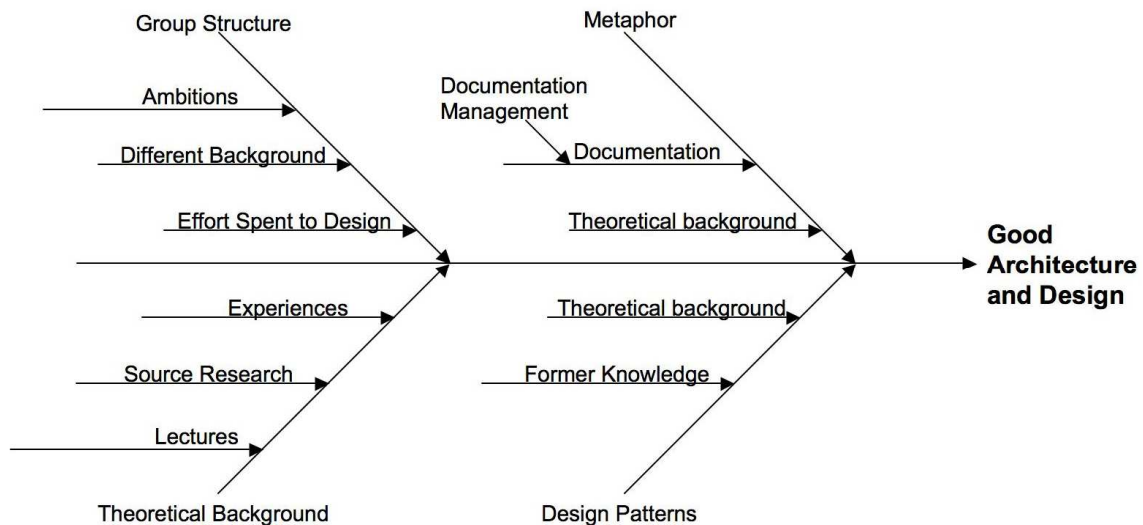 Group Structure
Metaphor
Ambitions
Documentation
Management
Different Background
Documentation
Effort Spent to Design
Theoretical background
Good
Architecture
and Design
Experiences
Theoretical background
Source Research
Former Knowledge
Lectures
Theoretical Background
Design Patterns